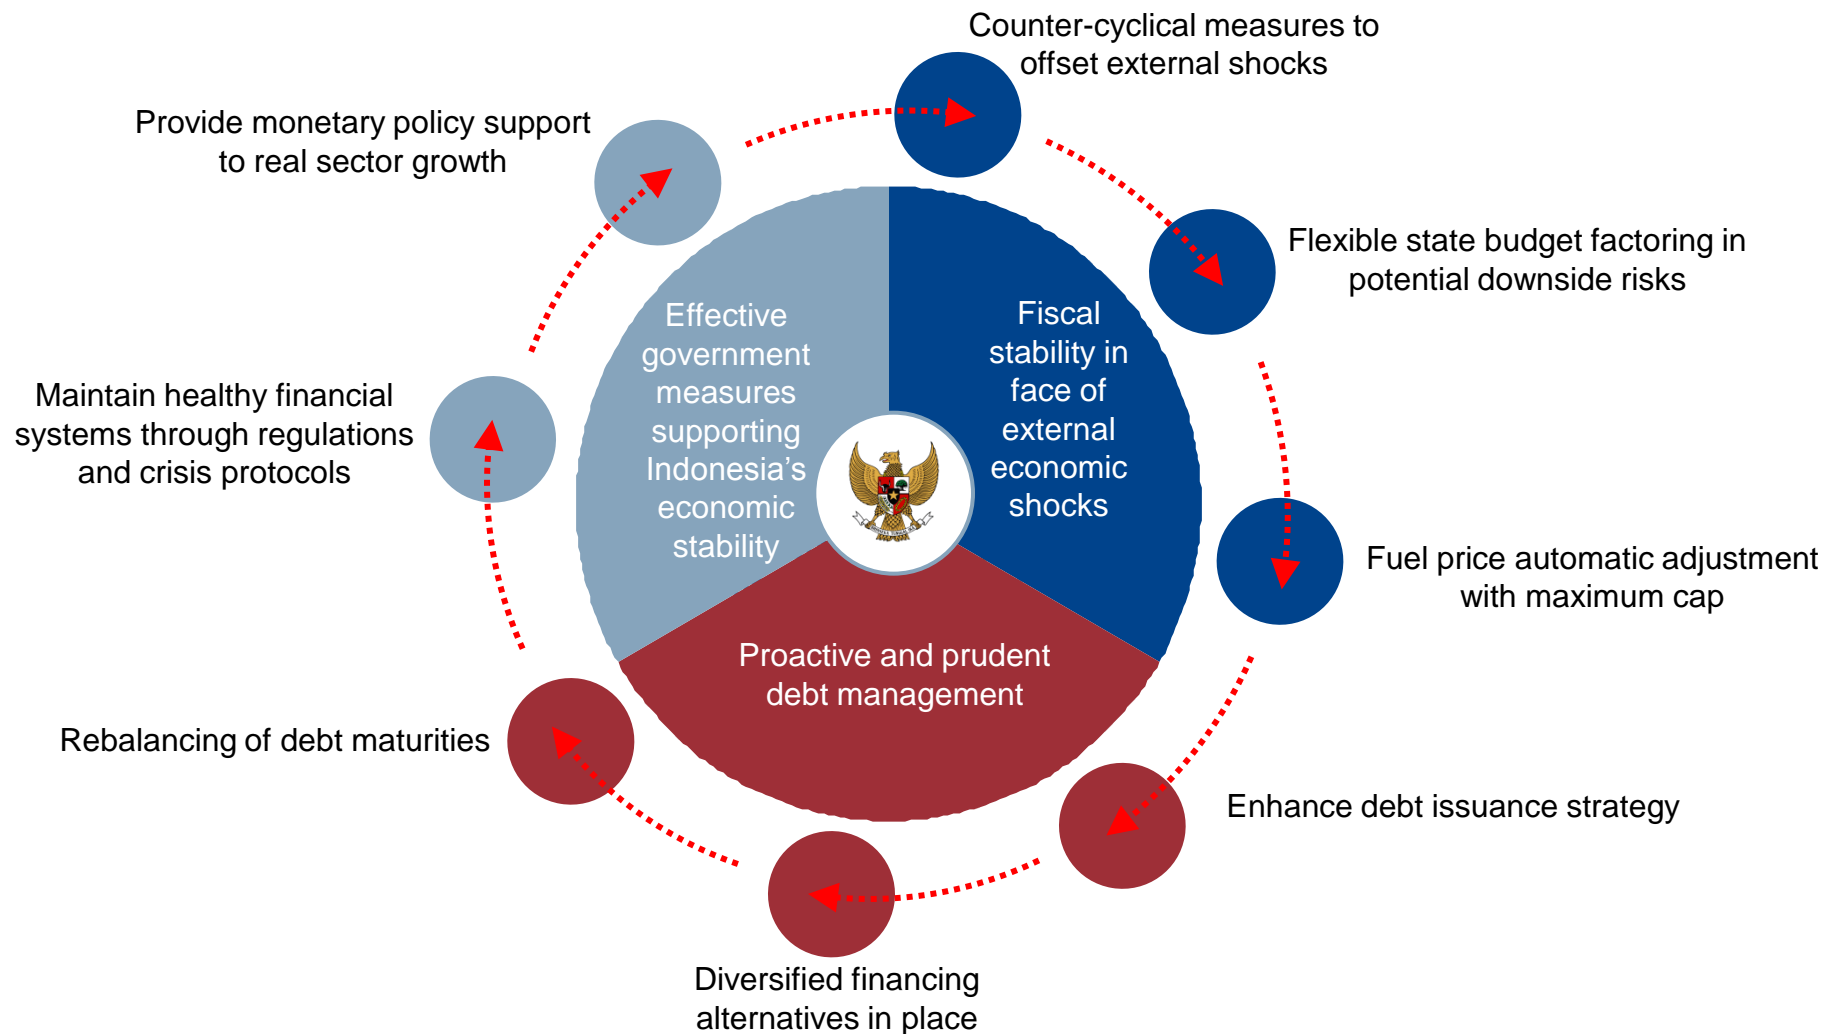 Counter-cyclical measures to
offset external shocks
Provide monetary policy support
to real sector growth
Flexible state budget factoring in
potential downside risks
Effective
government
measures
supporting
Indonesia’s
economic
stability
Fiscal
stability in
face of
external
economic
shocks
Maintain healthy financial
systems through regulations
and crisis protocols
Fuel price automatic adjustment
with maximum cap
Proactive and prudent
debt management
Rebalancing of debt maturities
Enhance debt issuance strategy
Diversified financing
alternatives in place